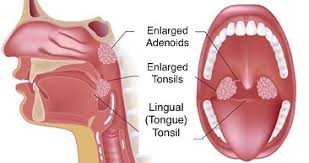 Enlarged
Adenoids
Enlarged
Tonsils
Lingual
(Tongue)
Tonsil